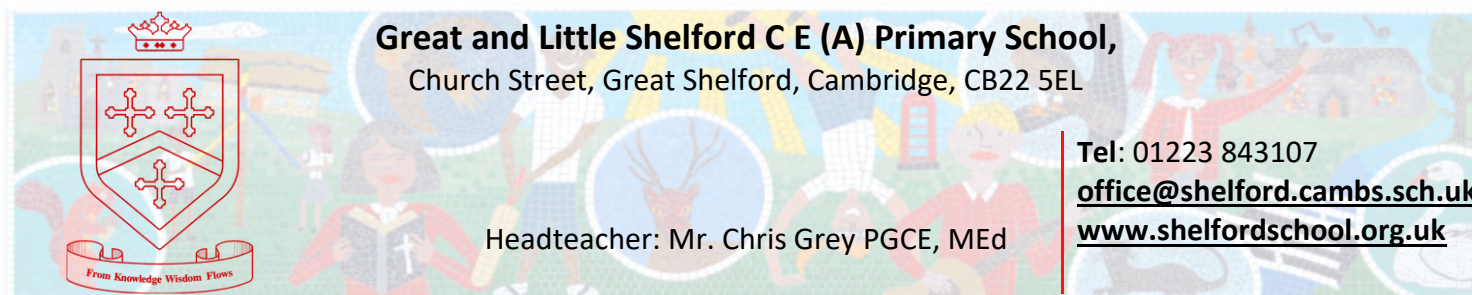 Great and Little Shelford C E (A) Primary School,
Church Street, Great Shelford, Cambridge, CB22 5EL
Tel: 01223 843107
office@shelford.cambs.sch.uk
www.shelfordschool.org.uk
Headteacher: Mr. Chris Grey PGCE, MEd
From Knowledge Wisdom Flows